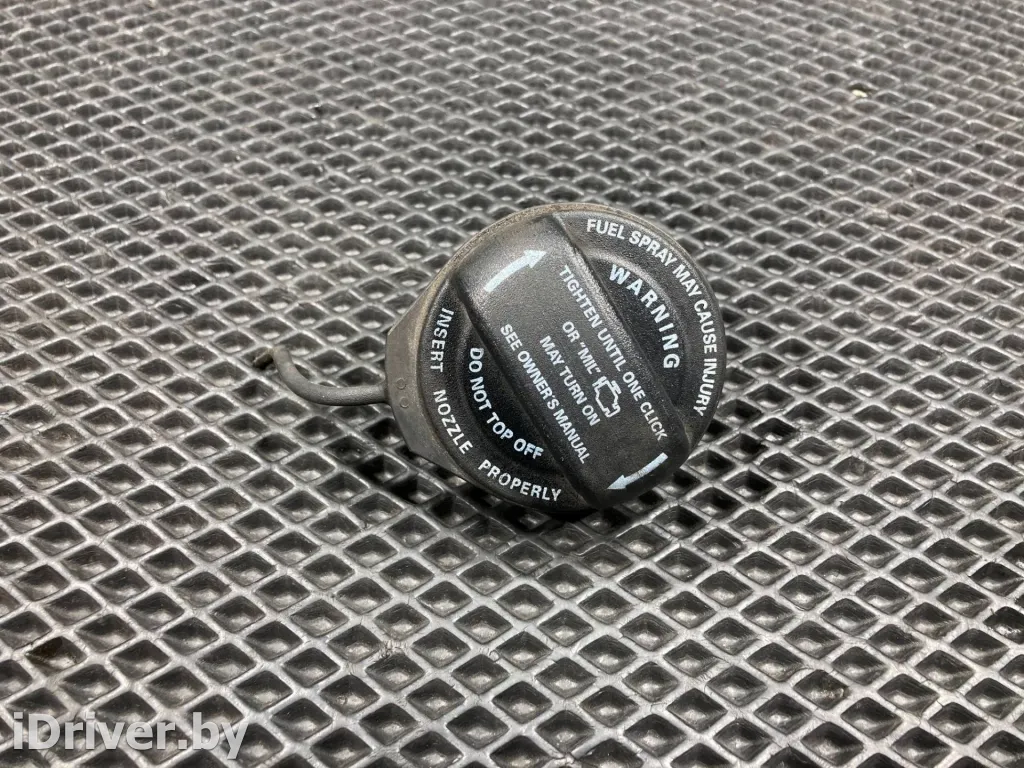 FUEL SPRAY MAY CAUSE INJURY
WARNING
TIGHTEN UNTIL ONE CLICK
OR "MIL"
MAY TURN ON
SEE OWNER'S MANUAL
DO NOT TOP OFF
INSERT NOZZLE PROPERLY
iDriver.by